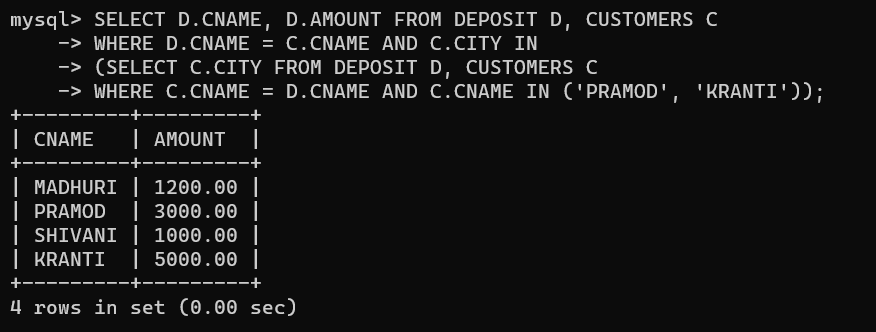 mysql> SELECT D.CNAME, D.AMOUNT FROM DEPOSIT D, CUSTOMERS C
    -> WHERE D.CNAME = C.CNAME AND C.CITY IN
    -> (SELECT C.CITY FROM DEPOSIT D, CUSTOMERS C
    -> WHERE C.CNAME = D.CNAME AND C.CNAME IN ('PRAMOD', 'KRANTI'));
+---------+---------+
| CNAME   | AMOUNT  |
+---------+---------+
| MADHURI | 1200.00 |
| PRAMOD  | 3000.00 |
| SHIVANI | 1000.00 |
| KRANTI  | 5000.00 |
+---------+---------+
4 rows in set (0.00 sec)